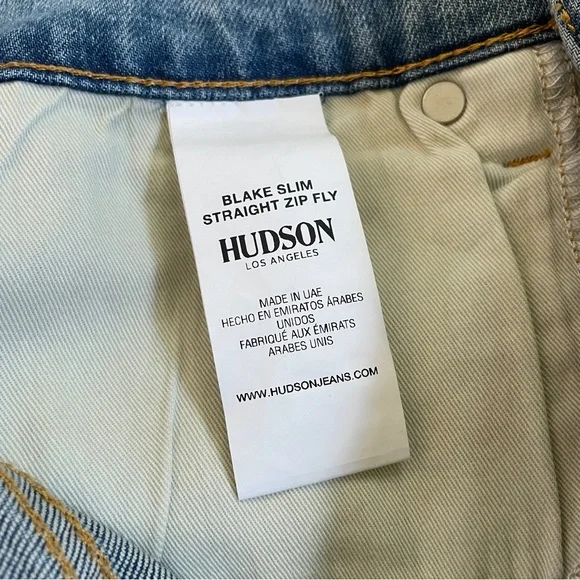 BLAKE SLIM
STRAIGHT ZIP FLY
HUDSON
LOS ANGELES
MADE IN UAE
HECHO EN EMIRATOS ÁRABES
UNIDOS
FABRIQUÉ AUX ÉMIRATS
ARABES UNIS
WWW.HUDSONJEANS.COM